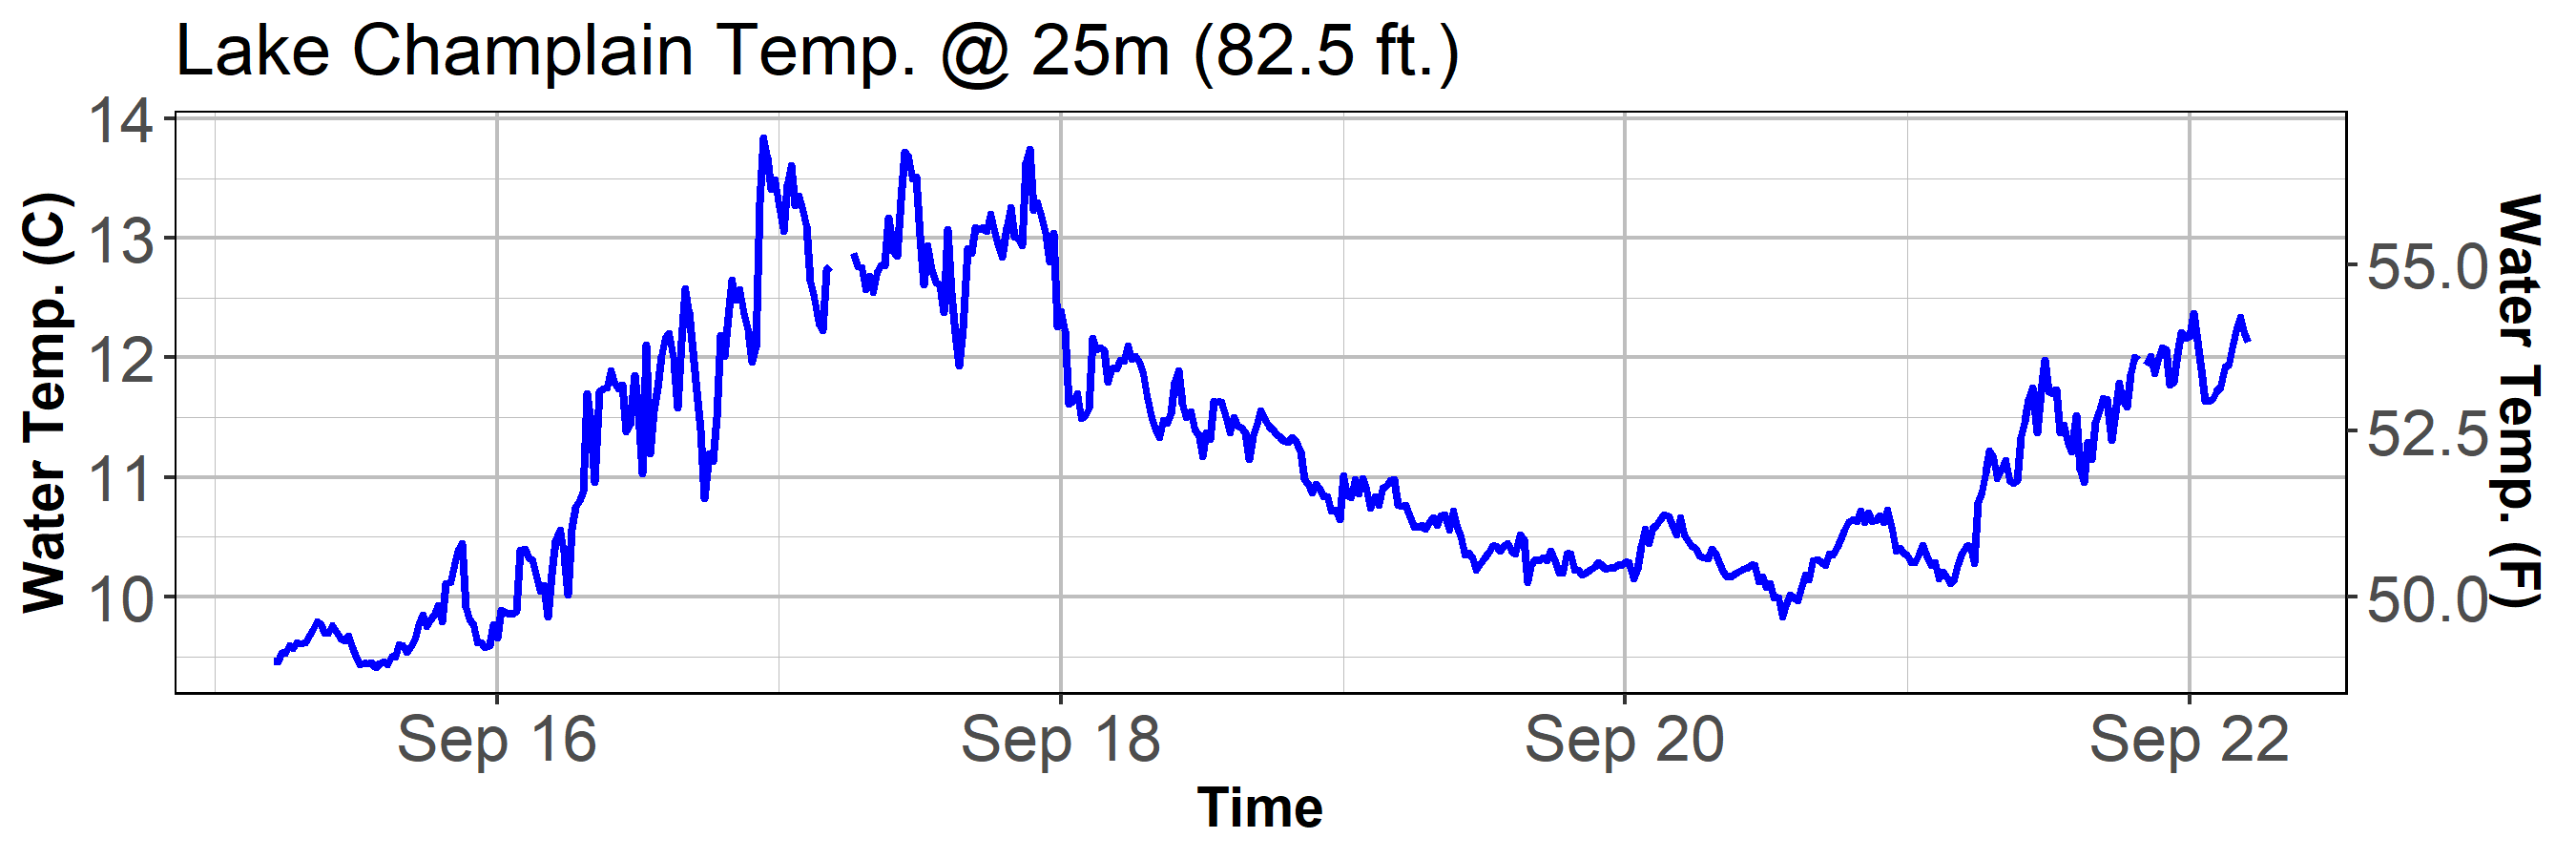 Lake Champlain Temp. @ 25m (82.5 ft.)
Water Temp. (C)
14
13
12
11
10
55.0
52.5
50.0
Water Temp. (F)
Sep 16
Sep 18
Sep 20
Sep 22
Time